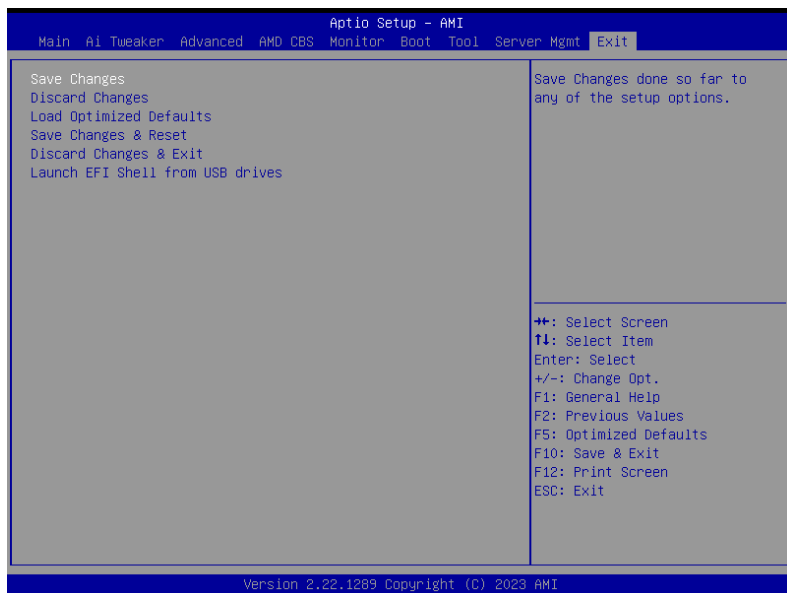 Aptio Setup - AMI
Main Ai Tweaker Advanced AMD CBS Monitor Boot Tool Server Mgmt Exit
Save Changes
Discard Changes
Load Optimized Defaults
Save Changes & Reset
Discard Changes & Exit
Launch EFI Shell from USB drives
Save Changes done so far to
any of the setup options.
→←: Select Screen
↑↓: Select Item
Enter: Select
+/-: Change Opt.
F1: General Help
F2: Previous Values
F5: Optimized Defaults
F10: Save & Exit
F12: Print Screen
ESC: Exit
Version 2.22.1289 Copyright (C) 2023 AMI